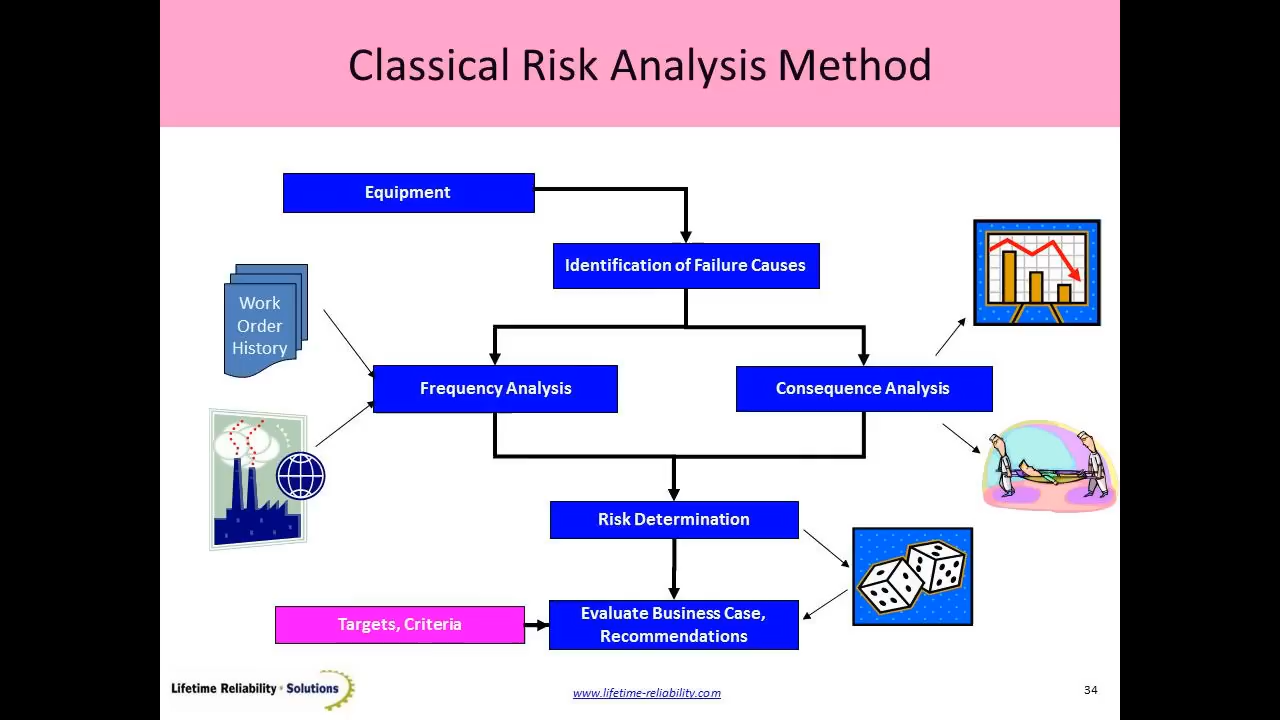 Classical Risk Analysis Method
Equipment
Identification of Failure Causes
Work
Order
History
Frequency Analysis
Consequence Analysis
Risk Determination
Targets, Criteria
Evaluate Business Case,
Recommendations
Lifetime Reliability • Solutions
www.lifetime-reliability.com
34